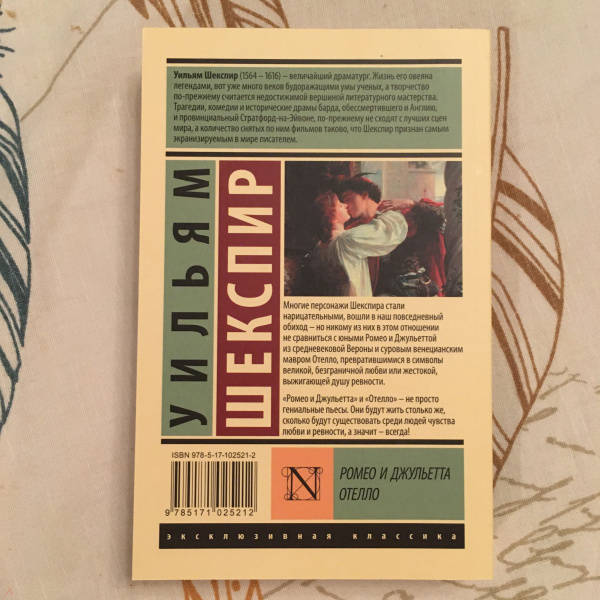 Уильям Шекспир (1564 – 1616) – величайший драматург. Жизнь его овеяна
легендами, вот уже много веков будоражащими умы ученых, а творчество
по-прежнему считается недостижимой вершиной литературного мастерства.
Трагедии, комедии и исторические драмы барда, обессмертившего и Англию,
и провинциальный Стратфорд-на-Эйвоне, по-прежнему не сходят с лучших сцен
мира, а количество снятых по ним фильмов таково, что Шекспир признан самым
экранизируемым в мире писателем.
УИЛЬЯМ
ШЕКСПИР
Многие персонажи Шекспира стали
нарицательными, вошли в наш повседневный
обиход – но никому из них в этом отношении
не сравниться с юными Ромео и Джульеттой
из средневековой Вероны и суровым венецианским
мавром Отелло, превратившимися в символы
великой, безграничной любви или жестокой,
выжигающей душу ревности.
«Ромео и Джульетта» и «Отелло» – не просто
гениальные пьесы. Они будут жить столько же,
сколько будут существовать среди людей чувства
любви и ревности, а значит – всегда!
ISBN 978-5-17-102521-2
9 785171 025212
N
РОМЕО И ДЖУЛЬЕТТА
ОТЕЛЛО
эксклюзивная классика